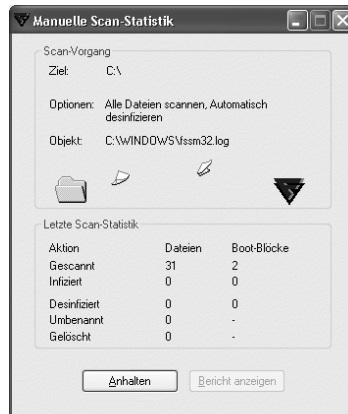 Manuelle Scan-Statistik
Scan-Vorgang
Ziel: C:\
Optionen: Alle Dateien scannen, Automatisch
desinfizieren
Objekt: C:\WINDOWS\fssm32.log
Letzte Scan-Statistik
Aktion Dateien Boot-Blöcke
Gescannt 31 2
Infiziert 0 0
Desinfiziert 0 0
Umbenannt 0 -
Gelöscht 0 -
Anhalten Bericht anzeigen